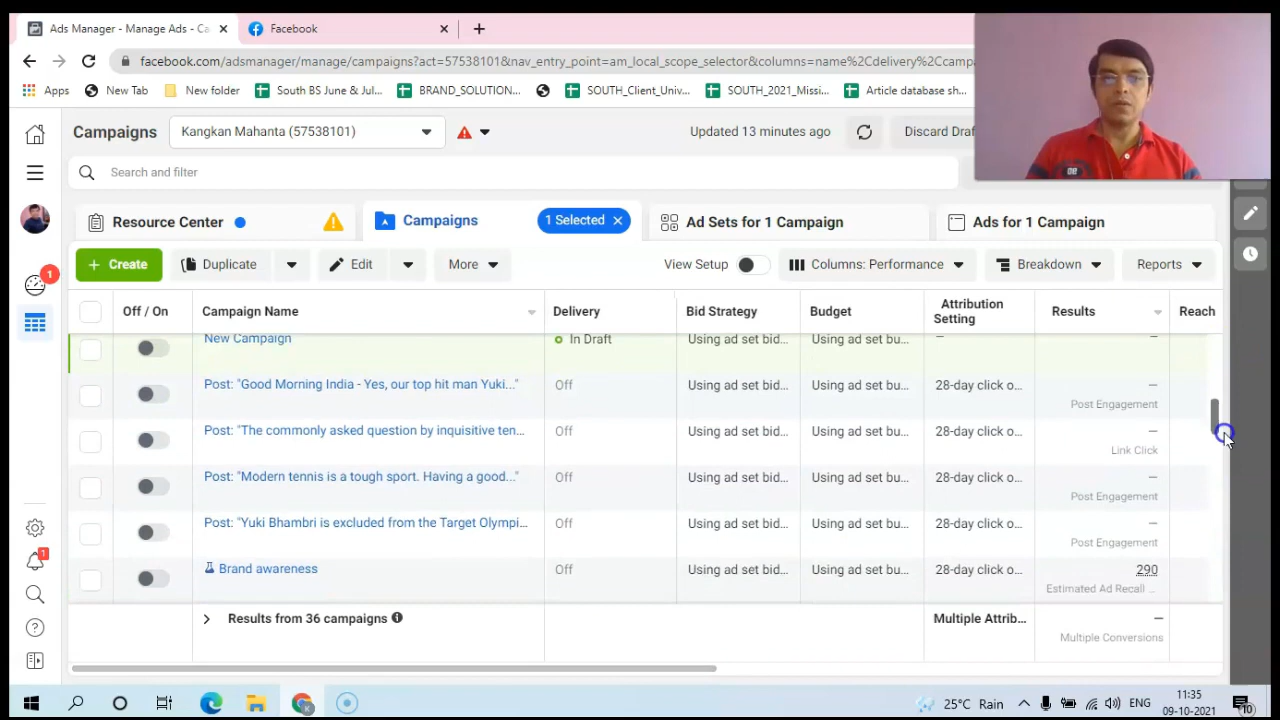 Ads Manager - Manage Ads - Ca
Facebook
facebook.com/adsmanager/manage/campaigns?act=57538101&nav_entry_point=am_local_scope_selector&columns=name%2Cdelivery%2Ccampa
Apps
New Tab
New folder
South BS June & Jul...
BRAND_SOLUTION...
SOUTH_Client_Univ...
SOUTH_2021_Missi...
Article database sh...
Campaigns
Kangkan Mahanta (57538101)
Updated 13 minutes ago
Discard Draf
Search and filter
Resource Center
Campaigns
1 Selected
Ad Sets for 1 Campaign
Ads for 1 Campaign
+ Create
Duplicate
Edit
More
View Setup
Columns: Performance
Breakdown
Reports
Off / On
Campaign Name
Delivery
Bid Strategy
Budget
Attribution
Setting
Results
Reach
New Campaign
In Draft
Using ad set bid...
Using ad set bu...
—
—
Post: "Good Morning India - Yes, our top hit man Yuki..."
Off
Using ad set bid...
Using ad set bu...
28-day click o...
—
Post Engagement
Post: "The commonly asked question by inquisitive ten...
Off
Using ad set bid...
Using ad set bu...
28-day click o...
—
Link Click
Post: "Modern tennis is a tough sport. Having a good..."
Off
Using ad set bid...
Using ad set bu...
28-day click o...
—
Post Engagement
Post: "Yuki Bhambri is excluded from the Target Olympi...
Off
Using ad set bid...
Using ad set bu...
28-day click o...
—
Post Engagement
Brand awareness
Off
Using ad set bid...
Using ad set bu...
28-day click o...
290
Estimated Ad Recall ...
Results from 36 campaigns
Multiple Attrib...
—
Multiple Conversions
1
1
25°C Rain
ENG
11:35
09-10-2021
10